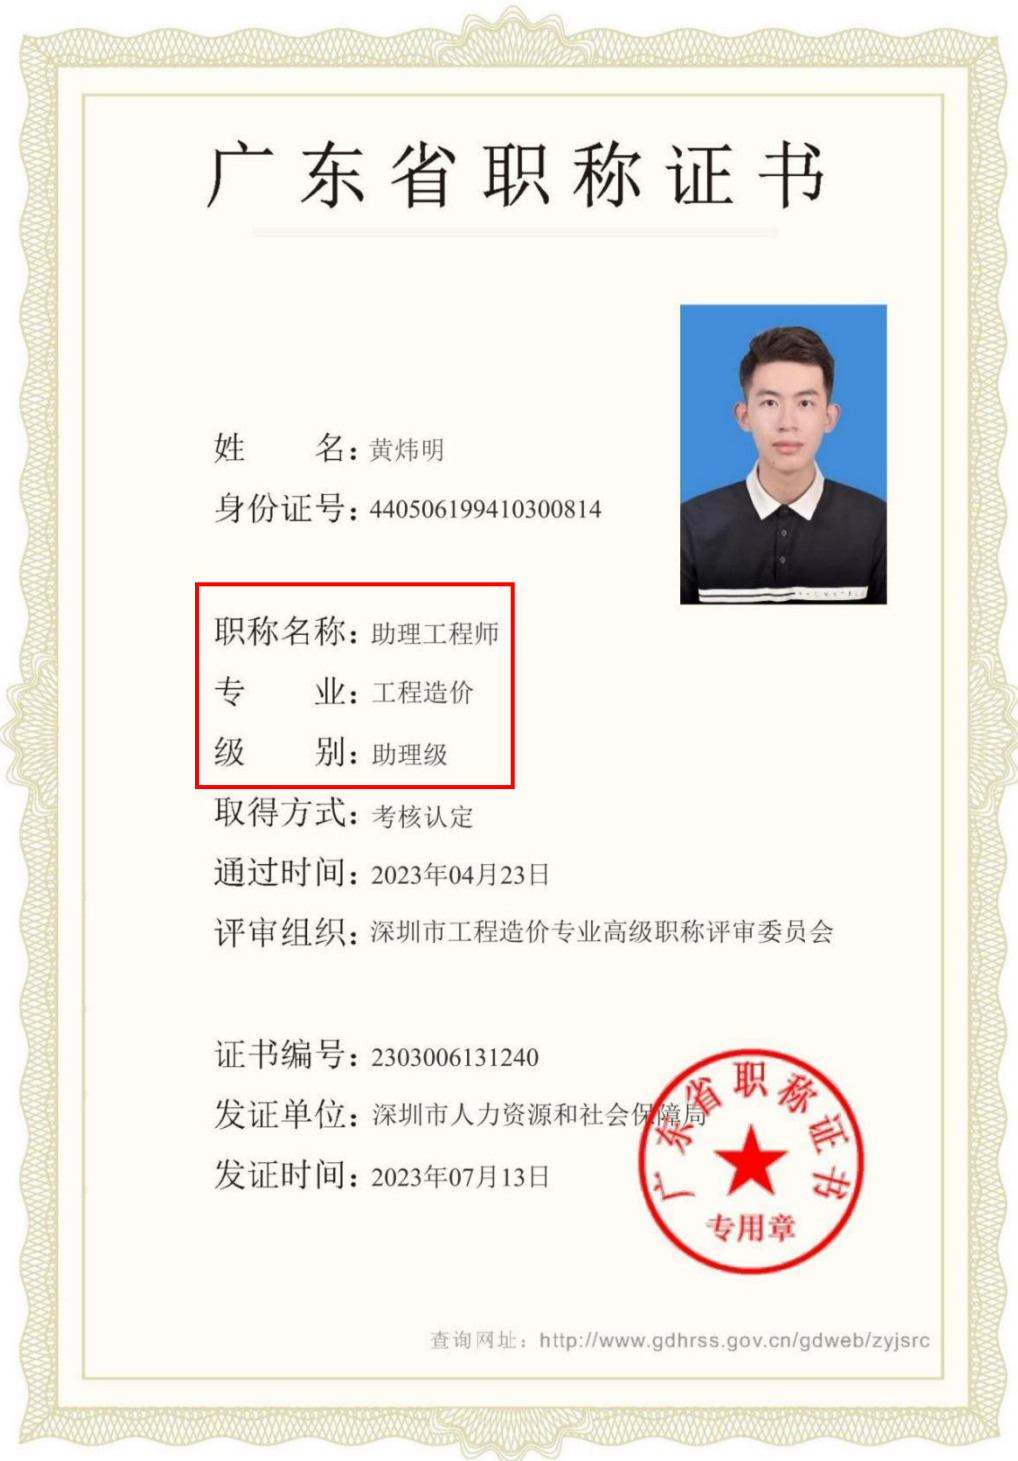 广东省职称证书
姓 名：黄炜明
身份证号：440506199410300814
职称名称：助理工程师
专 业：工程造价
级 别：助理级
取得方式：考核认定
通过时间：2023年04月23日
评审组织：深圳市工程造价专业高级职称评审委员会
证书编号：2303006131240
发证单位：深圳市人力资源和社会保障局
发证时间：2023年07月13日
广东省职称证书
专用章
查询网址：http://www.gdhrss.gov.cn/gdweb/zyjsrc